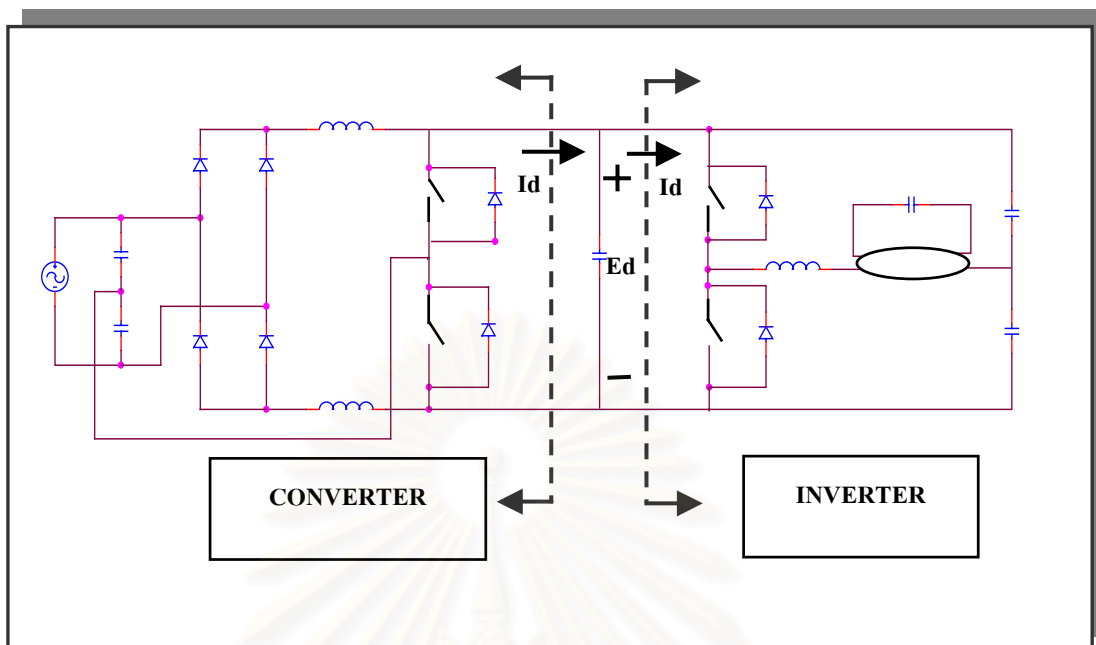 Id
+
Id
Ed
−
CONVERTER
INVERTER